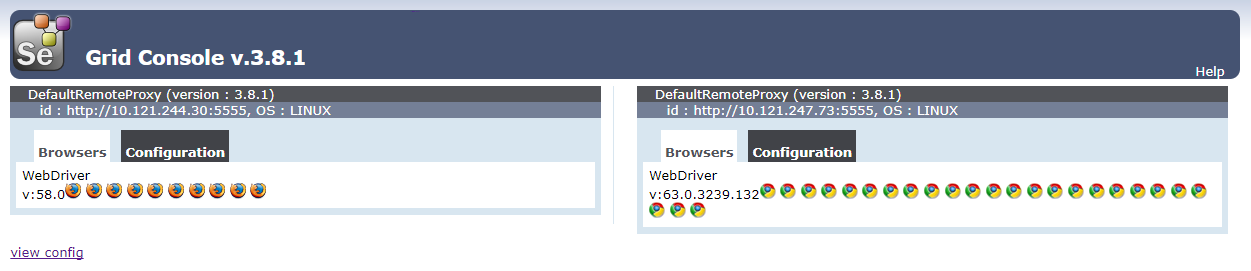 Se
Grid Console v.3.8.1
Help
DefaultRemoteProxy (version : 3.8.1)
id : http://10.121.244.30:5555, OS : LINUX
Browsers
Configuration
WebDriver
v:58.0
DefaultRemoteProxy (version : 3.8.1)
id : http://10.121.247.73:5555, OS : LINUX
Browsers
Configuration
WebDriver
v:63.0.3239.132
view config